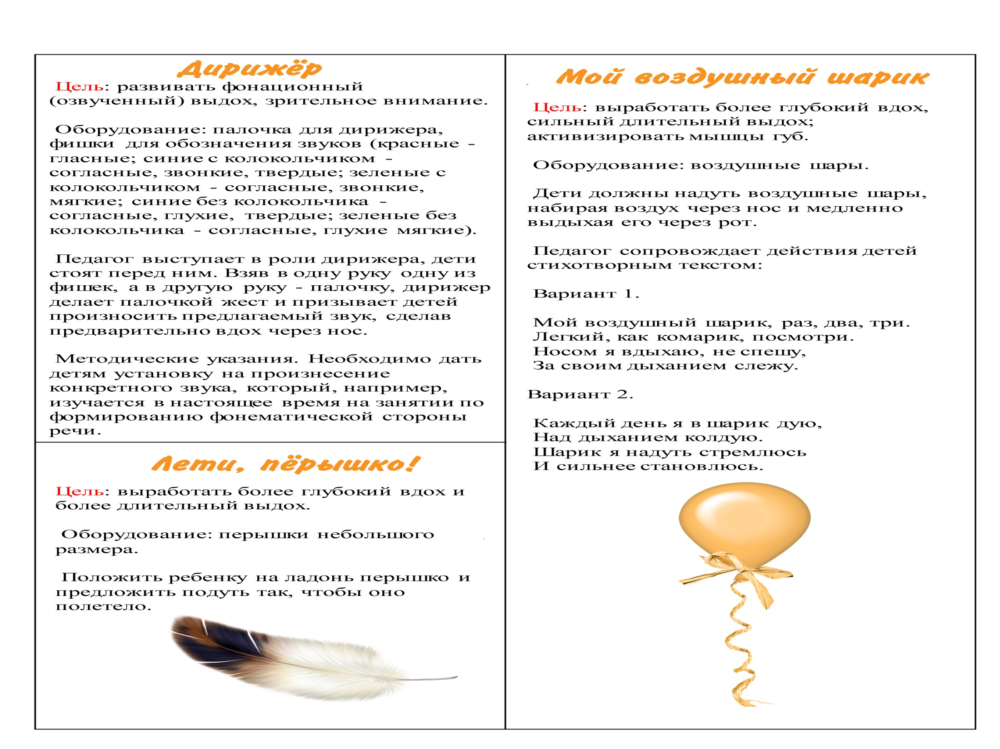 Дирижёр
Цель: развивать фонационный
(озвученный) выдох, зрительное внимание.
Оборудование: палочка для дирижера,
фишки для обозначения звуков (красные -
гласные; синие с колокольчиком -
согласные, звонкие, твердые; зеленые с
колокольчиком - согласные, звонкие,
мягкие; синие без колокольчика -
согласные, глухие, твердые; зеленые без
колокольчика - согласные, глухие мягкие).
Педагог выступает в роли дирижера, дети
стоят перед ним. Взяв в одну руку одну из
фишек, а в другую руку - палочку, дирижер
делает палочкой жест и призывает детей
произносить предлагаемый звук, сделав
предварительно вдох через нос.
Методические указания. Необходимо дать
детям установку на произнесение
конкретного звука, который, например,
изучается в настоящее время на занятии по
формированию фонематической стороны
речи.
Лети, пёрышко!
Цель: выработать более глубокий вдох и
более длительный выдох.
Оборудование: перышки небольшого
размера.
Положить ребенку на ладонь перышко и
предложить подуть так, чтобы оно
полетело.
Мой воздушный шарик
Цель: выработать более глубокий вдох,
сильный длительный выдох;
активизировать мышцы губ.
Оборудование: воздушные шары.
Дети должны надуть воздушные шары,
набирая воздух через нос и медленно
выдыхая его через рот.
Педагог сопровождает действия детей
стихотворным текстом:
Вариант 1.
Мой воздушный шарик, раз, два, три.
Легкий, как комарик, посмотри.
Носом я вдыхаю, не спешу,
За своим дыханием слежу.
Вариант 2.
Каждый день я в шарик дую,
Над дыханием колдую.
Шарик я надуть стремлюсь
И сильнее становлюсь.